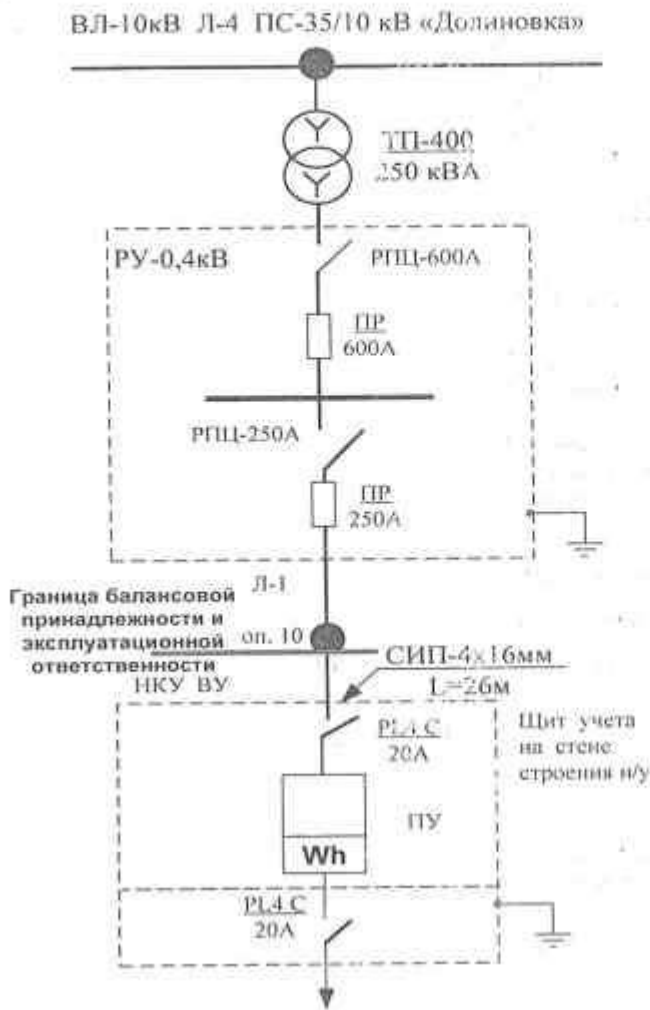 ВЛ-10кВ Л-4 ПС-35/10 кВ «Долиновка»
ТП-400
250 кВА
РУ-0,4кВ
РПЦ-600А
ПР
600А
РПЦ-250А
ПР
250А
Л-1
Граница балансовой
принадлежности и
эксплуатационной
ответственности
оп. 10
СИП-4х16мм
L=26м
НКУ ВУ
PL4 C
20А
Щит учета
на стене
строения н/у
ПУ
Wh
PL4 C
20А